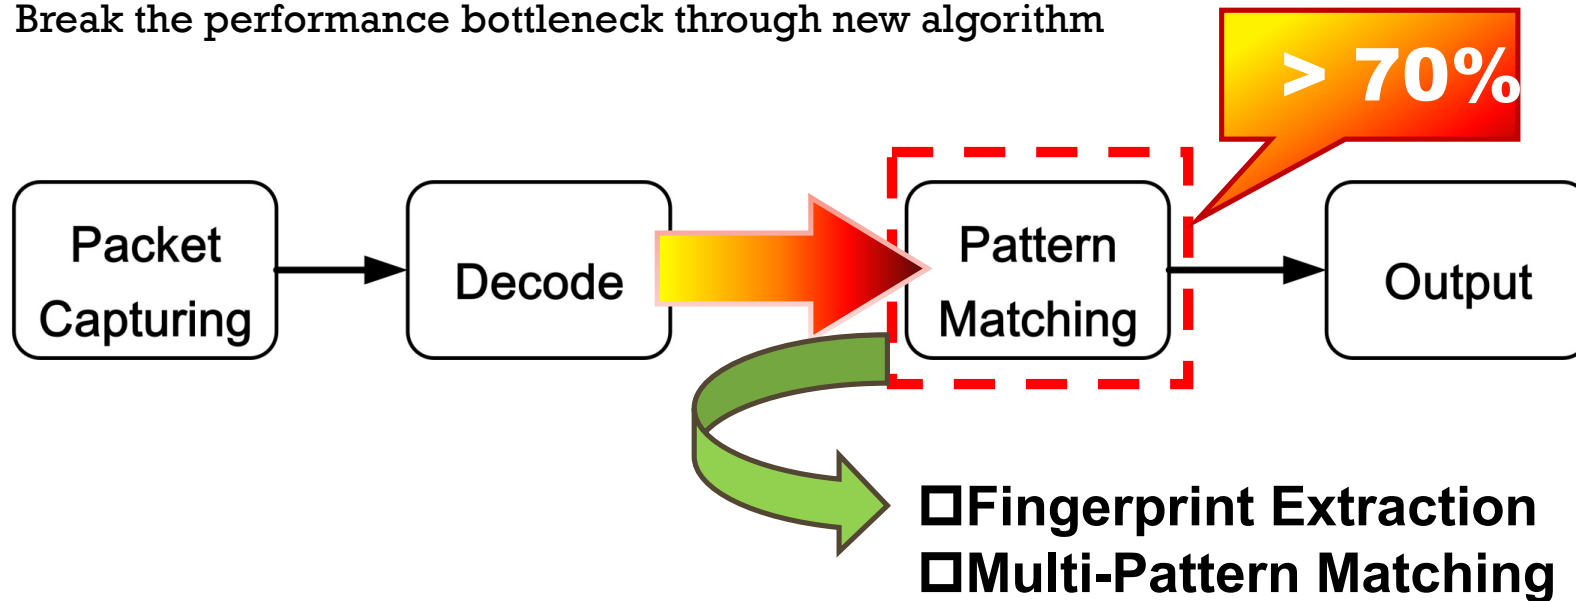 Break the performance bottleneck through new algorithm
> 70%
Packet
Capturing
Decode
Pattern
Matching
Output
Fingerprint Extraction
Multi-Pattern Matching